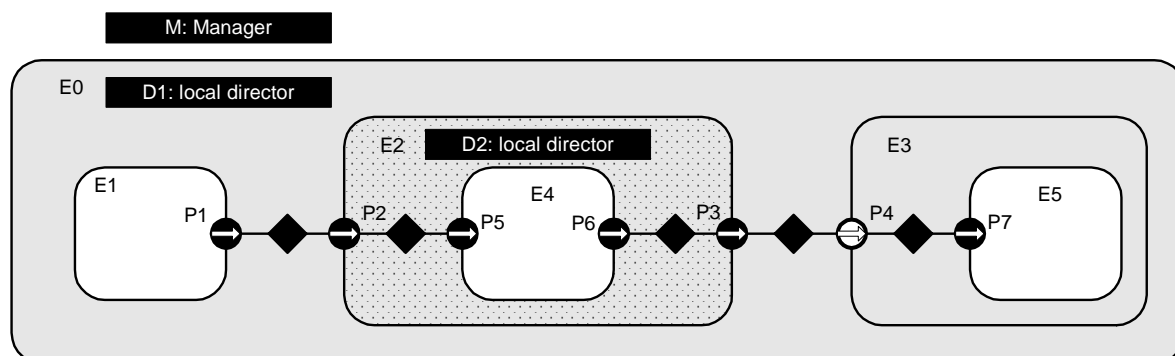 M: Manager
E0
D1: local director
E2
D2: local director
E3
E1
E4
E5
P1
P2
P5
P6
P3
P4
P7